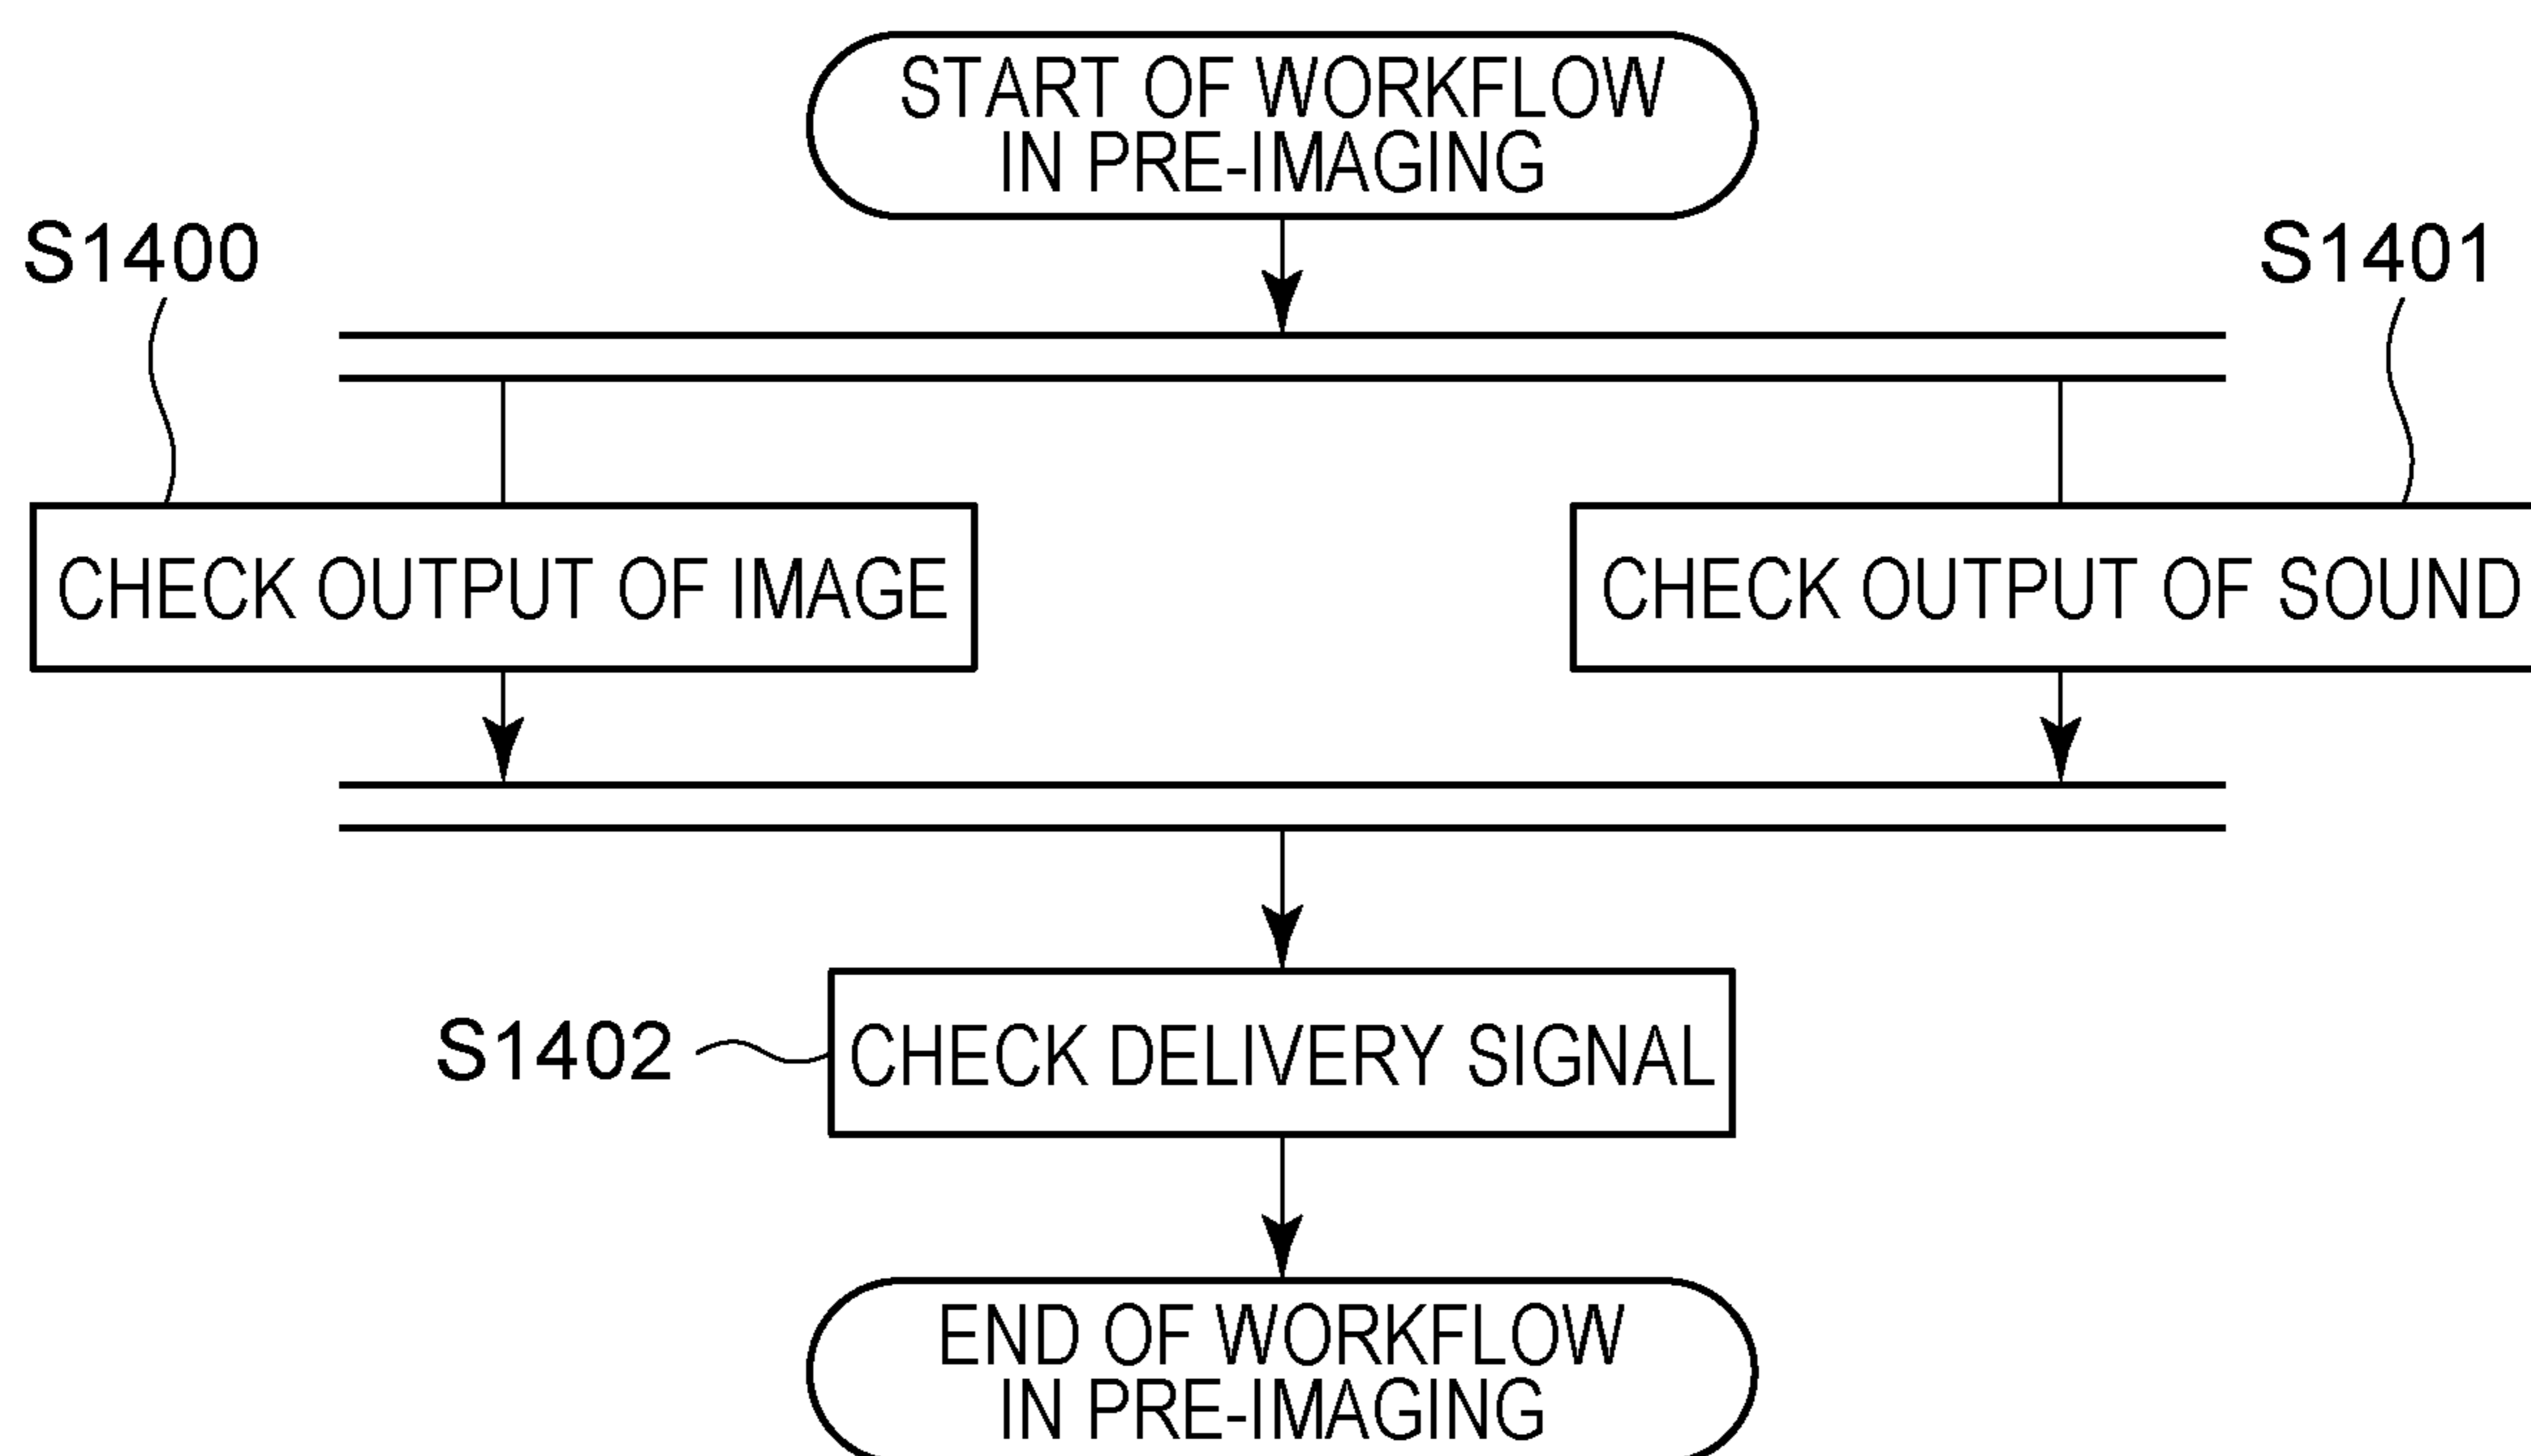 START OF WORKFLOW
IN PRE-IMAGING
S1400
S1401
CHECK OUTPUT OF IMAGE
CHECK OUTPUT OF SOUND
S1402
CHECK DELIVERY SIGNAL
END OF WORKFLOW
IN PRE-IMAGING